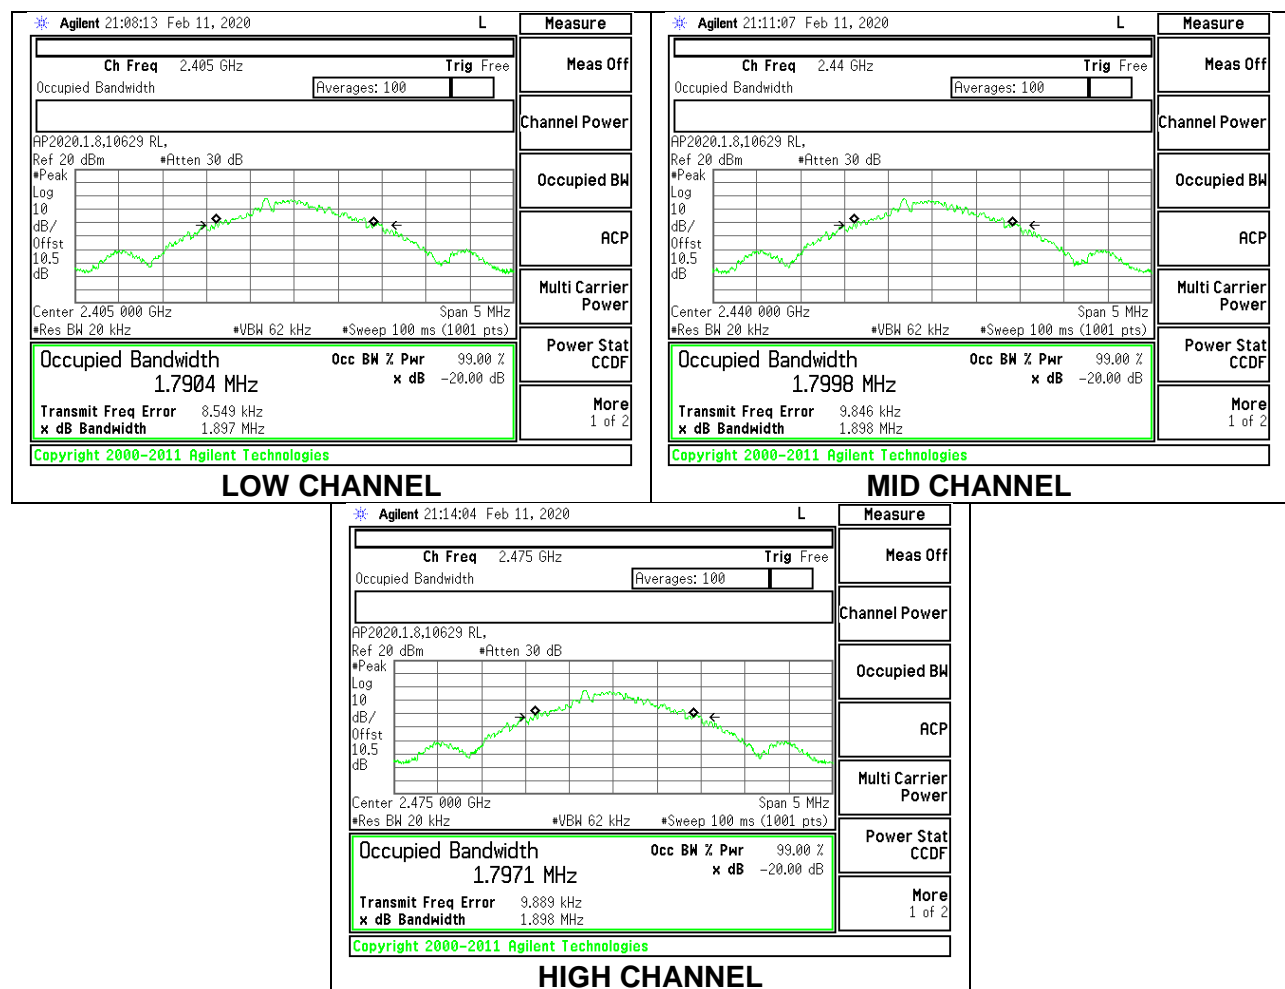 Agilent 21:08:13 Feb 11, 2020 L
Measure
Ch Freq 2.405 GHz Trig Free
Occupied Bandwidth Averages: 100
AP2020.1.8,10629 RL,
Ref 20 dBm #Atten 30 dB
#Peak
Log
10
dB/
Offst
10.5
dB
Center 2.405 000 GHz Span 5 MHz
#Res BW 20 kHz #VBW 62 kHz #Sweep 100 ms (1001 pts)
Occupied Bandwidth Occ BW % Pwr 99.00 %
1.7904 MHz x dB -20.00 dB
Transmit Freq Error 8.549 kHz
x dB Bandwidth 1.897 MHz
Copyright 2000-2011 Agilent Technologies
Meas Off
Channel Power
Occupied BW
ACP
Multi Carrier
Power
Power Stat
CCDF
More
1 of 2
LOW CHANNEL
Agilent 21:11:07 Feb 11, 2020 L
Measure
Ch Freq 2.44 GHz Trig Free
Occupied Bandwidth Averages: 100
AP2020.1.8,10629 RL,
Ref 20 dBm #Atten 30 dB
#Peak
Log
10
dB/
Offst
10.5
dB
Center 2.440 000 GHz Span 5 MHz
#Res BW 20 kHz #VBW 62 kHz #Sweep 100 ms (1001 pts)
Occupied Bandwidth Occ BW % Pwr 99.00 %
1.7998 MHz x dB -20.00 dB
Transmit Freq Error 9.846 kHz
x dB Bandwidth 1.898 MHz
Copyright 2000-2011 Agilent Technologies
Meas Off
Channel Power
Occupied BW
ACP
Multi Carrier
Power
Power Stat
CCDF
More
1 of 2
MID CHANNEL
Agilent 21:14:04 Feb 11, 2020 L
Measure
Ch Freq 2.475 GHz Trig Free
Occupied Bandwidth Averages: 100
AP2020.1.8,10629 RL,
Ref 20 dBm #Atten 30 dB
#Peak
Log
10
dB/
Offst
10.5
dB
Center 2.475 000 GHz Span 5 MHz
#Res BW 20 kHz #VBW 62 kHz #Sweep 100 ms (1001 pts)
Occupied Bandwidth Occ BW % Pwr 99.00 %
1.7971 MHz x dB -20.00 dB
Transmit Freq Error 9.889 kHz
x dB Bandwidth 1.898 MHz
Copyright 2000-2011 Agilent Technologies
Meas Off
Channel Power
Occupied BW
ACP
Multi Carrier
Power
Power Stat
CCDF
More
1 of 2
HIGH CHANNEL